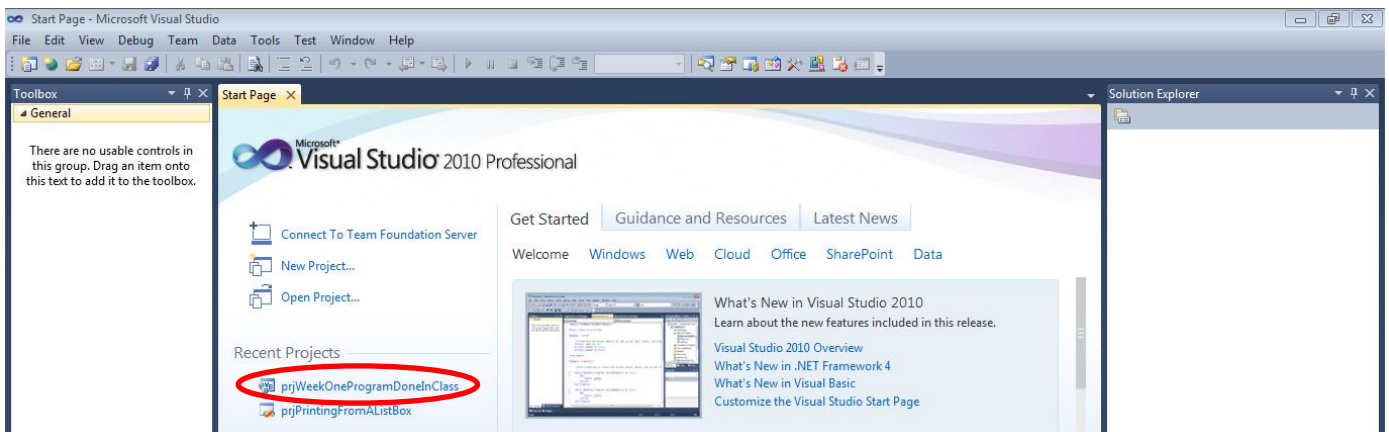 Start Page - Microsoft Visual Studio
File Edit View Debug Team Data Tools Test Window Help
Toolbox
General
There are no usable controls in
this group. Drag an item onto
this text to add it to the toolbox.
Start Page
Microsoft®
Visual Studio® 2010 Professional
Connect To Team Foundation Server
New Project...
Open Project...
Recent Projects
prjWeekOneProgramDoneInClass
prjPrintingFromAListBox
Get Started Guidance and Resources Latest News
Welcome Windows Web Cloud Office SharePoint Data
What's New in Visual Studio 2010
Learn about the new features included in this release.
Visual Studio 2010 Overview
What's New in .NET Framework 4
What's New in Visual Basic
Customize the Visual Studio Start Page
Solution Explorer